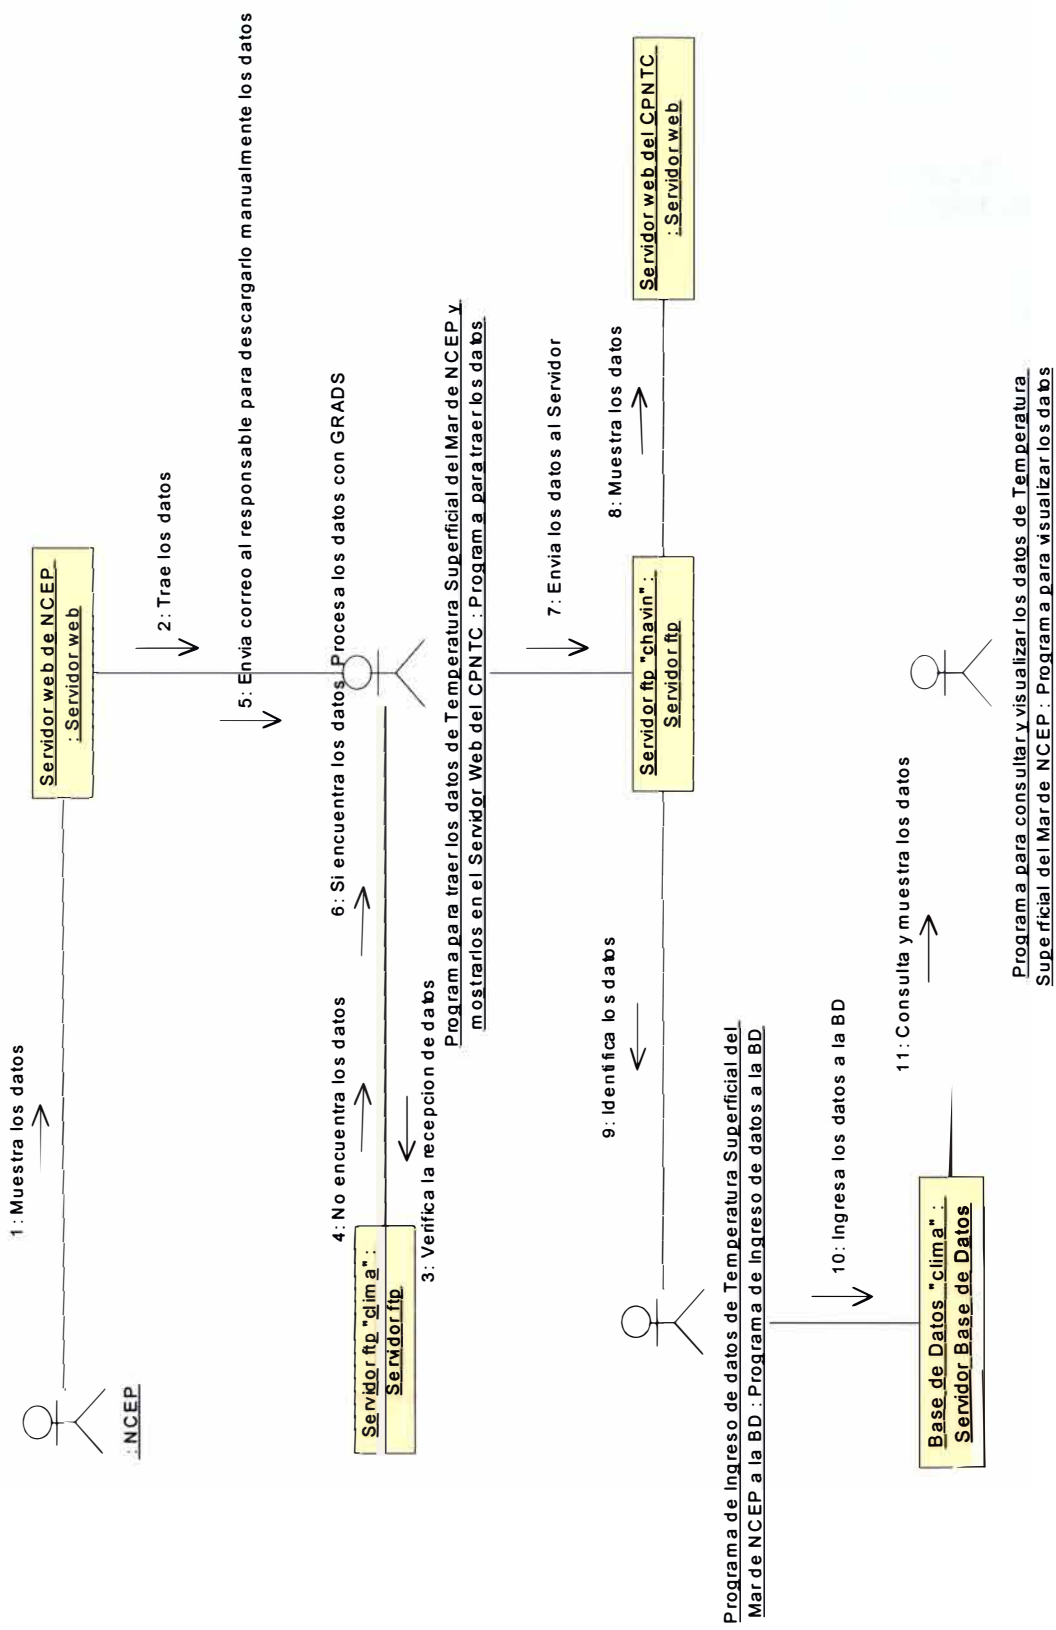 1: Muestra los datos
: NCEP
Servidor web de NCEP
: Servidor web
2: Trae los datos
5: Envia correo al responsable para descargarlo manualmente los datos
4: No encuentra los datos
6: Si encuentra los datos, Procesa los datos con GRADS
Servidor ftp "clima" :
Servidor ftp
3: Verifica la recepcion de datos
Programa para traer los datos de Temperatura Superficial del Mar de NCEP y
mostrarlos en el Servidor Web del CPNTC : Programa para traer los datos
7: Envia los datos al Servidor
9: Identifica los datos
8: Muestra los datos
Servidor ftp "chavin" :
Servidor ftp
Servidor web del CPNTC
: Servidor web
Programa de Ingreso de datos de Temperatura Superficial del
Mar de NCEP a la BD : Programa de Ingreso de datos a la BD
10: Ingresa los datos a la BD
11: Consulta y muestra los datos
Base de Datos "clima" :
Servidor Base de Datos
Programa para consultar y visualizar los datos de Temperatura
Superficial del Mar de NCEP : Programa para visualizar los datos